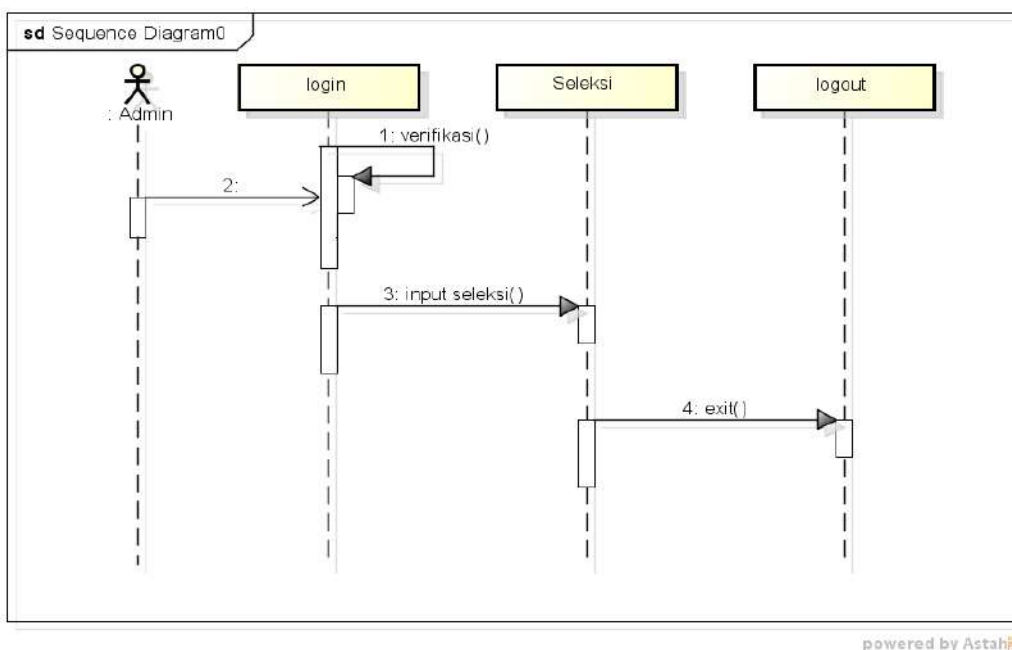 sd Sequence Diagram0
: Admin
login
Seleksi
logout
1: verifikasi()
2:
3: input seleksi()
4: exit()
powered by Astah